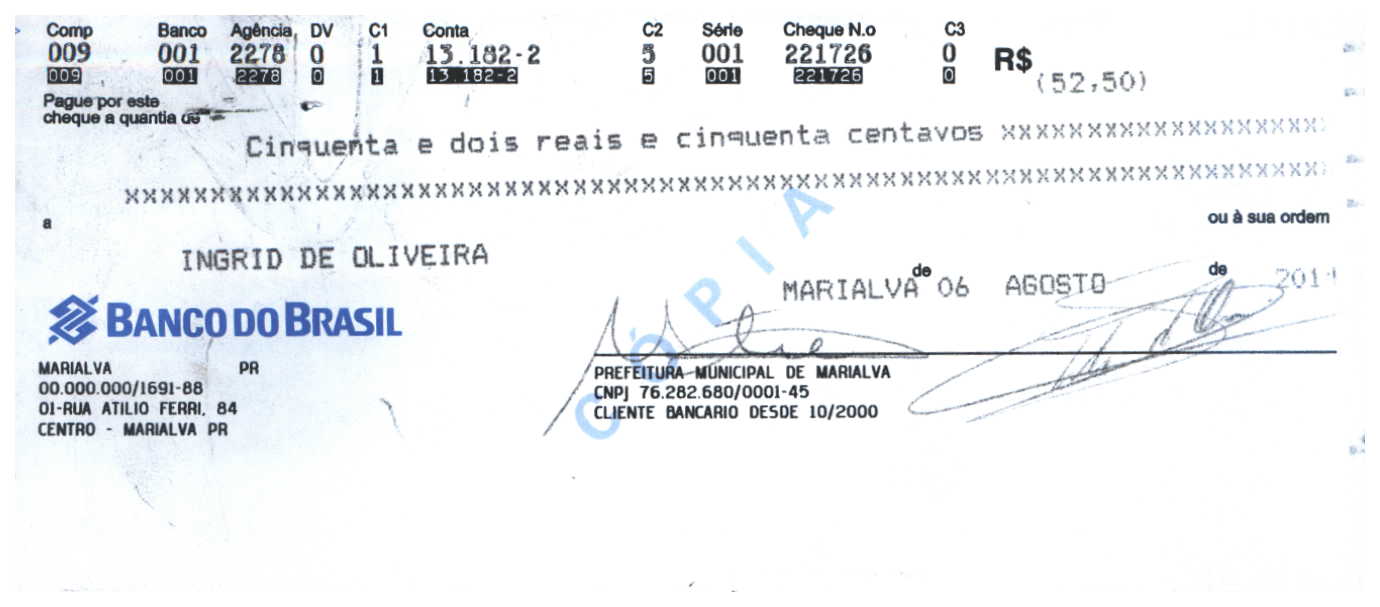 Comp Banco Agência DV C1 Conta C2 Série Cheque N.o C3
009 001 2278 0 1 13.182-2 5 001 221726 0 R$
009 001 2278 0 1 13.182-2 5 001 221726 0
(52,50)
Pague por este
cheque a quantia de
Cinquenta e dois reais e cinquenta centavos XXXXXXXXXXXXXXXXXXX
XXXXXXXXXXXXXXXXXXXXXXXXXXXXXXXXXXXXXXXXXXXXXXXXXXXXXXXXXXXXXXXXXXXXXX
a ou à sua ordem
INGRID DE OLIVEIRA
MARIALVA de 06 AGOSTO de 2014
BANCO DO BRASIL
MARIALVA PR
00.000.000/1691-88
01-RUA ATILIO FERRI, 84
CENTRO - MARIALVA PR
PREFEITURA MUNICIPAL DE MARIALVA
CNPJ 76.282.680/0001-45
CLIENTE BANCARIO DESDE 10/2000
CÓPIA